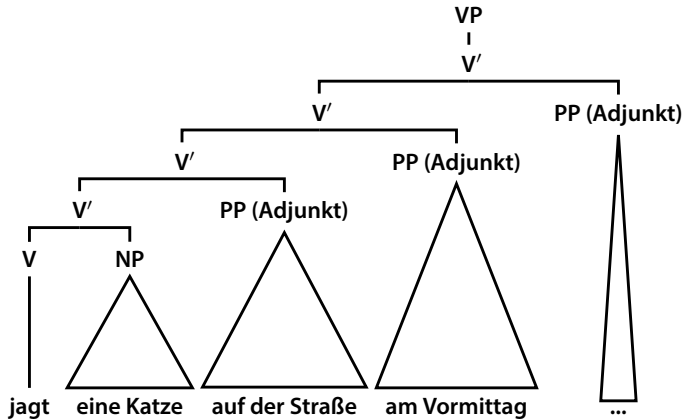 VP
V′
V′ PP (Adjunkt)
V′ PP (Adjunkt)
V′ PP (Adjunkt)
V NP
jagt eine Katze auf der Straße am Vormittag ...